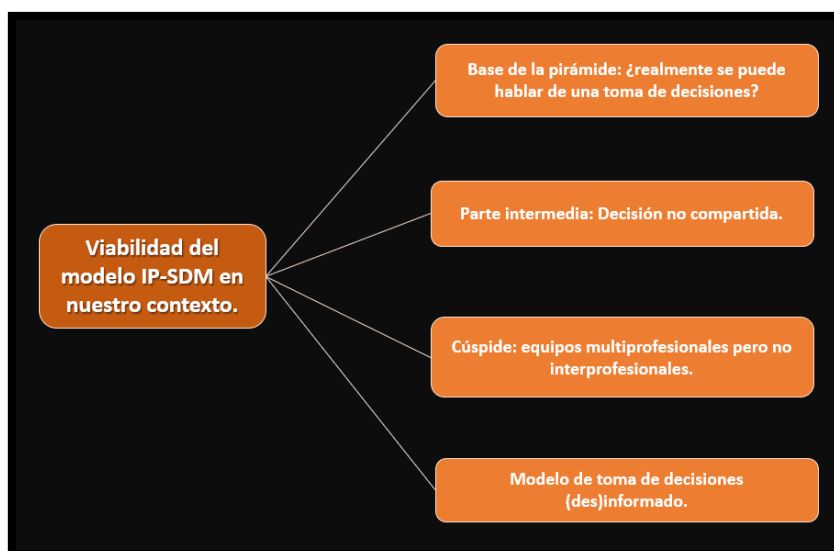 Base de la pirámide: ¿realmente se puede
hablar de una toma de decisiones?
Parte intermedia: Decisión no compartida.
Viabilidad del
modelo IP-SDM en
nuestro contexto.
Cúspide: equipos multiprofesionales pero no
interprofesionales.
Modelo de toma de decisiones
(des)informado.